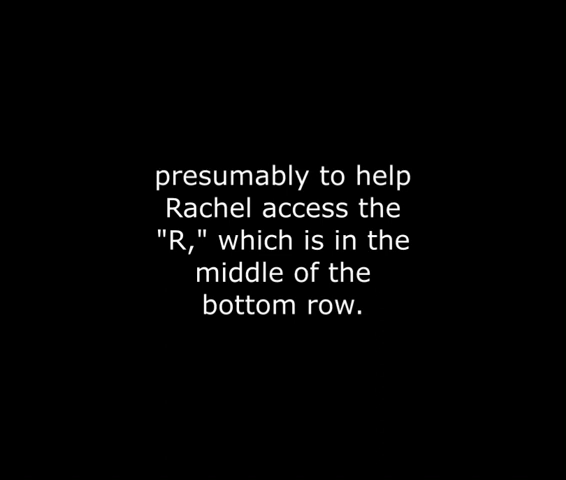 presumably to help
Rachel access the
"R," which is in the
middle of the
bottom row.